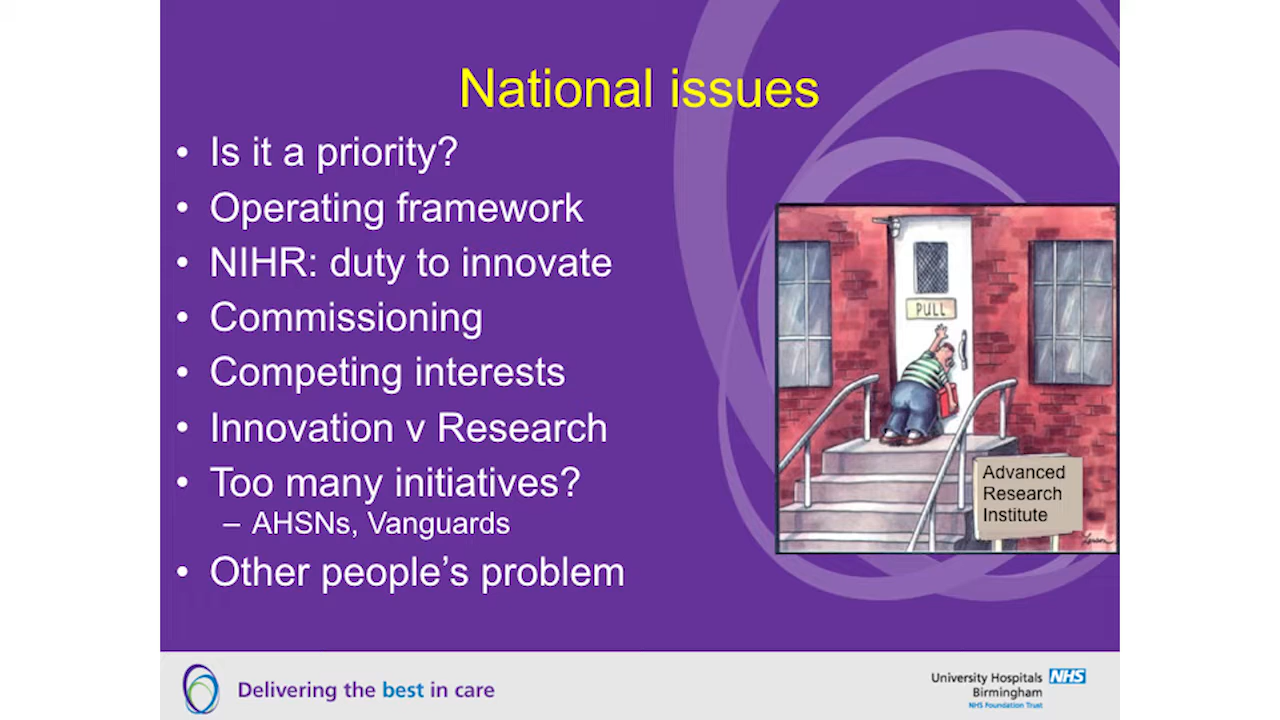 National issues
• Is it a priority?
• Operating framework
• NIHR: duty to innovate
• Commissioning
• Competing interests
• Innovation v Research
• Too many initiatives?
– AHSNs, Vanguards
• Other people’s problem
PULL
Advanced
Research
Institute
Larson
Delivering the best in care
University Hospitals NHS
Birmingham
NHS Foundation Trust